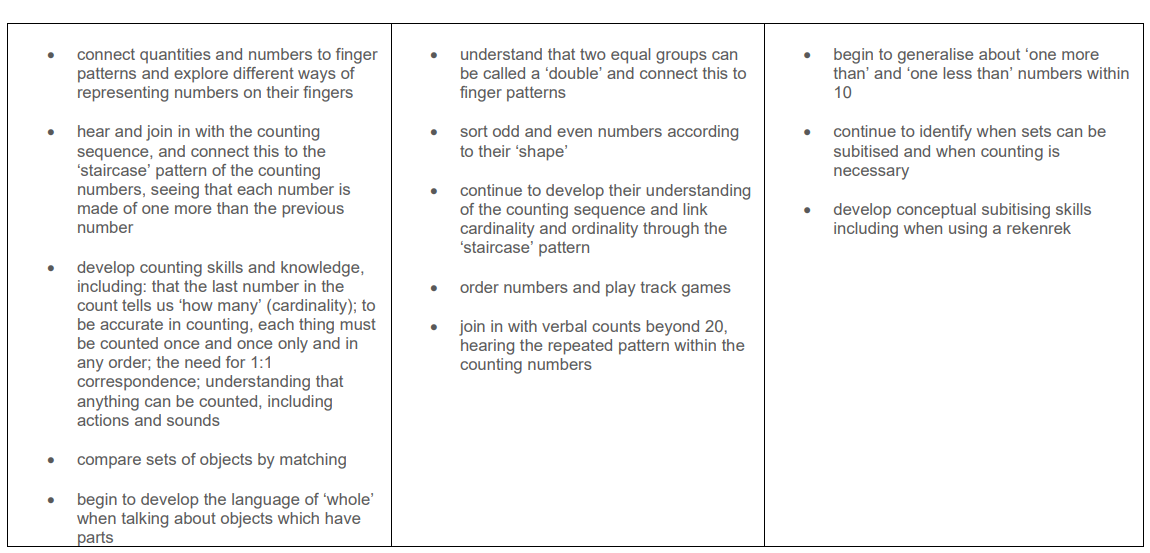 connect quantities and numbers to finger
patterns and explore different ways of
representing numbers on their fingers
hear and join in with the counting
sequence, and connect this to the
‘staircase’ pattern of the counting
numbers, seeing that each number is
made of one more than the previous
number
develop counting skills and knowledge,
including: that the last number in the
count tells us ‘how many’ (cardinality); to
be accurate in counting, each thing must
be counted once and once only and in
any order; the need for 1:1
correspondence; understanding that
anything can be counted, including
actions and sounds
compare sets of objects by matching
begin to develop the language of ‘whole’
when talking about objects which have
parts
understand that two equal groups can
be called a ‘double’ and connect this to
finger patterns
sort odd and even numbers according
to their ‘shape’
continue to develop their understanding
of the counting sequence and link
cardinality and ordinality through the
‘staircase’ pattern
order numbers and play track games
join in with verbal counts beyond 20,
hearing the repeated pattern within the
counting numbers
begin to generalise about ‘one more
than’ and ‘one less than’ numbers within
10
continue to identify when sets can be
subitised and when counting is
necessary
develop conceptual subitising skills
including when using a rekenrek